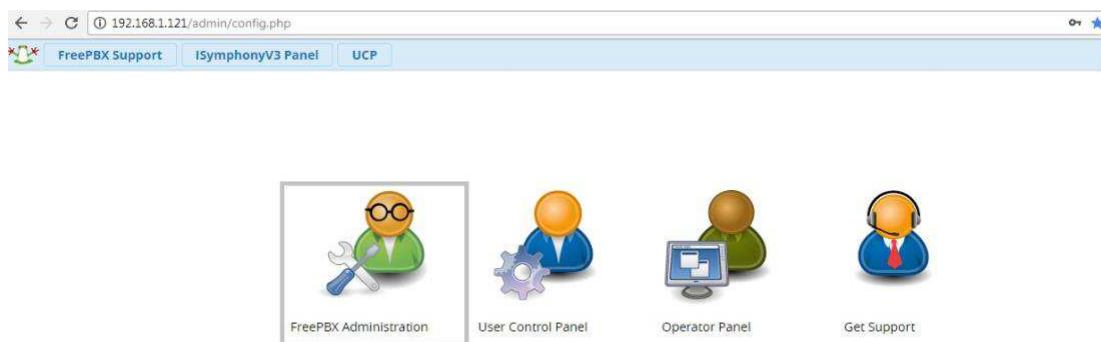 192.168.1.121/admin/config.php
FreePBX Support ISymphonyV3 Panel UCP
FreePBX Administration User Control Panel Operator Panel Get Support